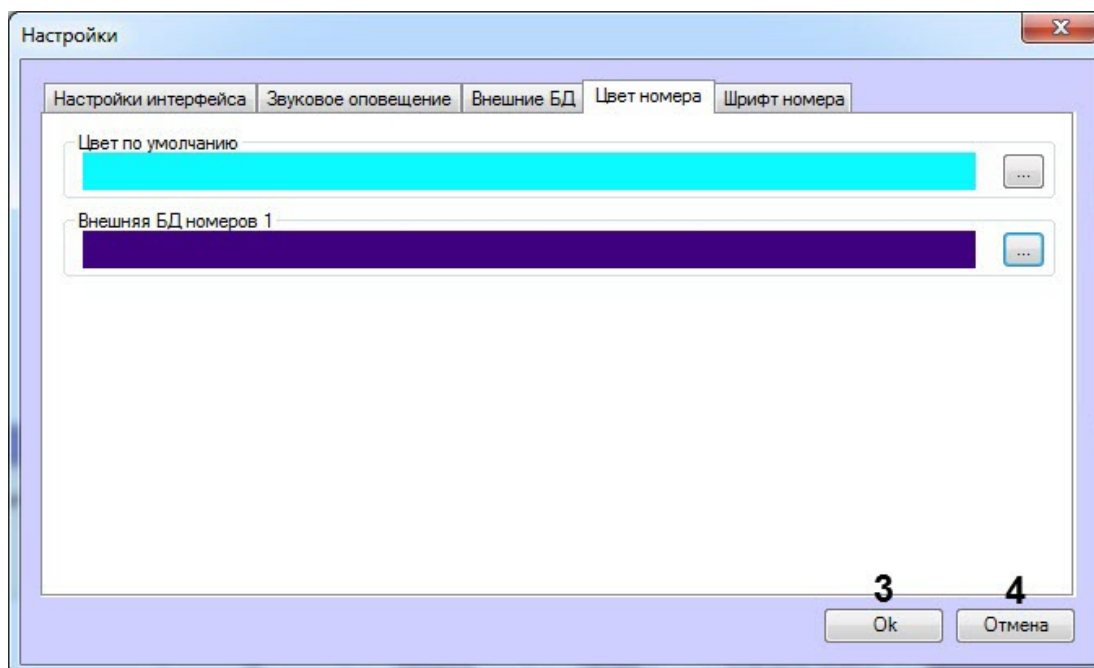 Настройки
Настройки интерфейса Звуковое оповещение Внешние БД Цвет номера Шрифт номера
Цвет по умолчанию
...
Внешняя БД номеров 1
...
3 4
Ok Отмена